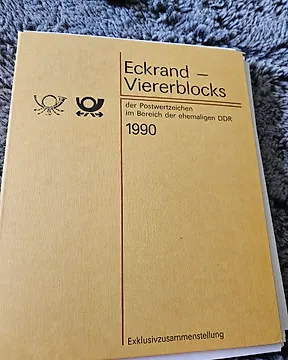 Eckrand –
Viererblocks
der Postwertzeichen
im Bereich der ehemaligen DDR
1990
Exklusivzusammenstellung